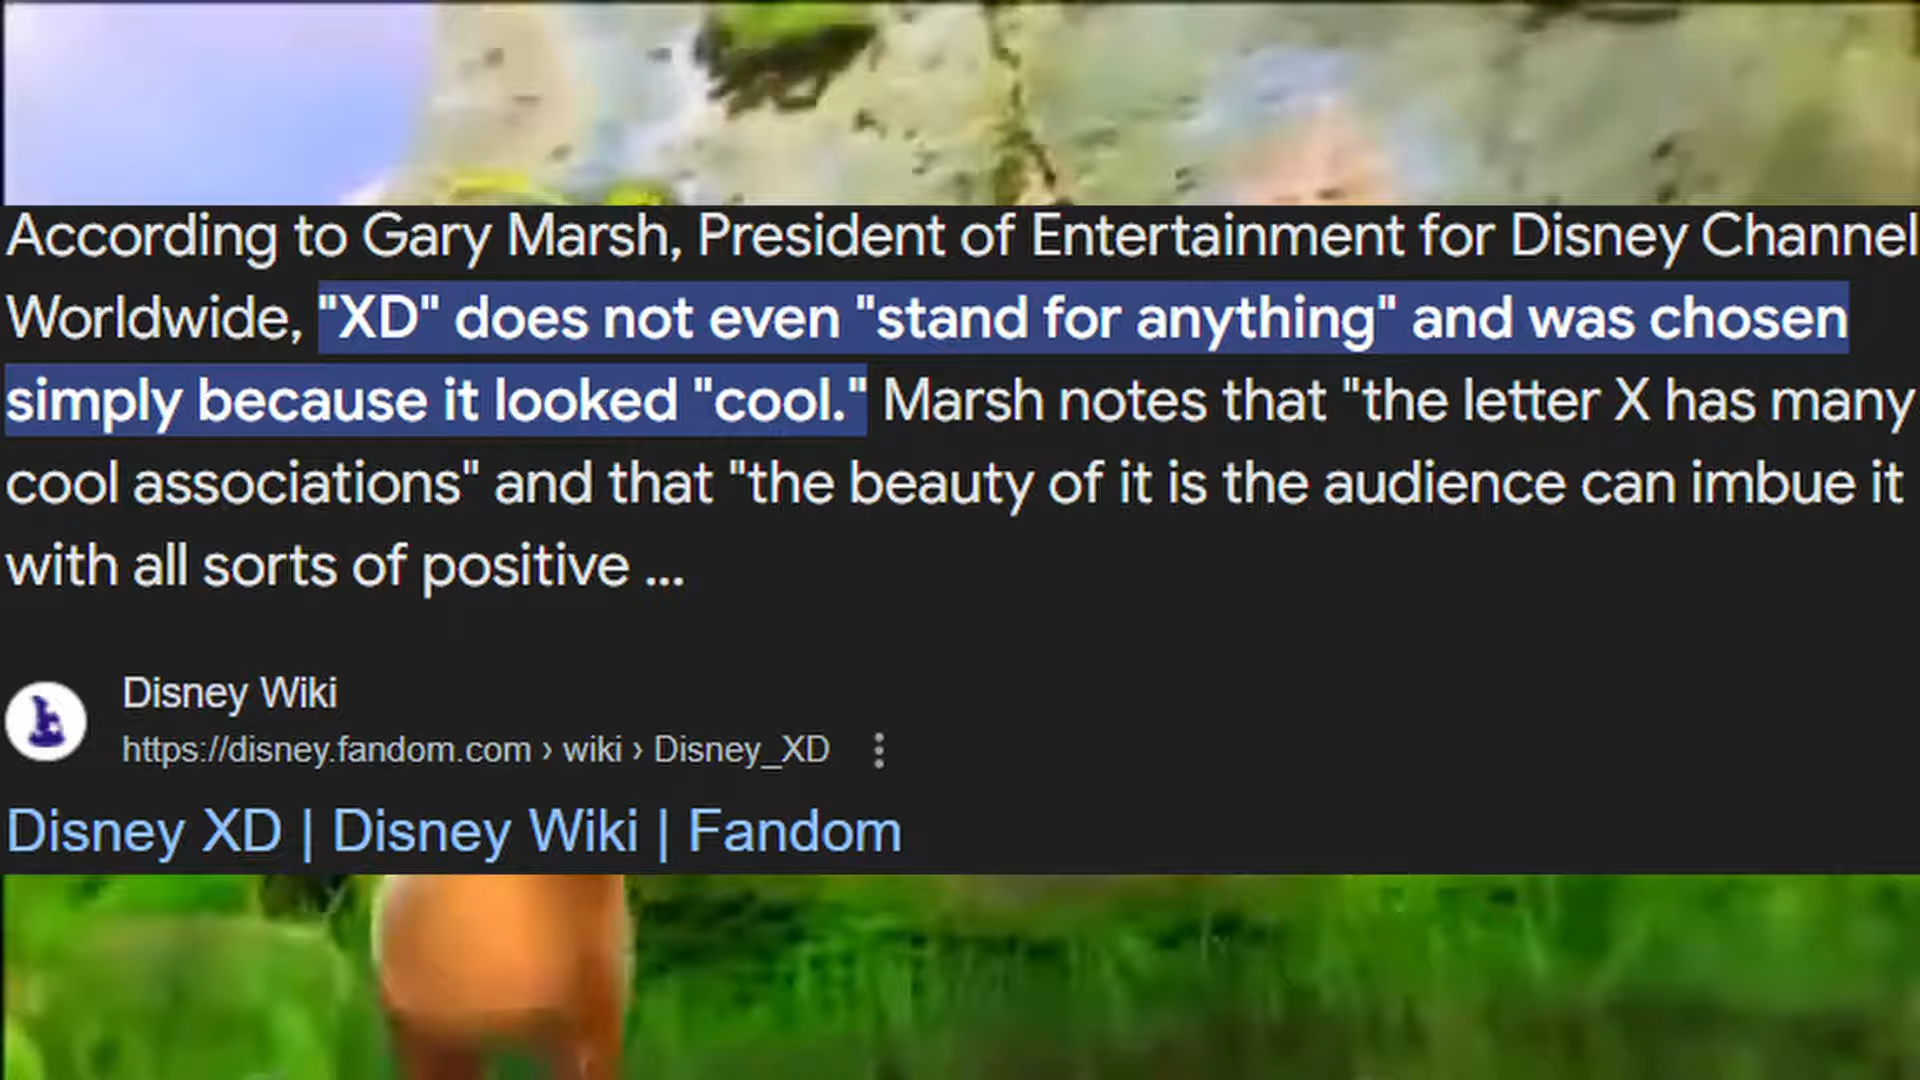 According to Gary Marsh, President of Entertainment for Disney Channel
Worldwide, "XD" does not even "stand for anything" and was chosen
simply because it looked "cool." Marsh notes that "the letter X has many
cool associations" and that "the beauty of it is the audience can imbue it
with all sorts of positive ...
Disney Wiki
https://disney.fandom.com › wiki › Disney_XD
Disney XD | Disney Wiki | Fandom